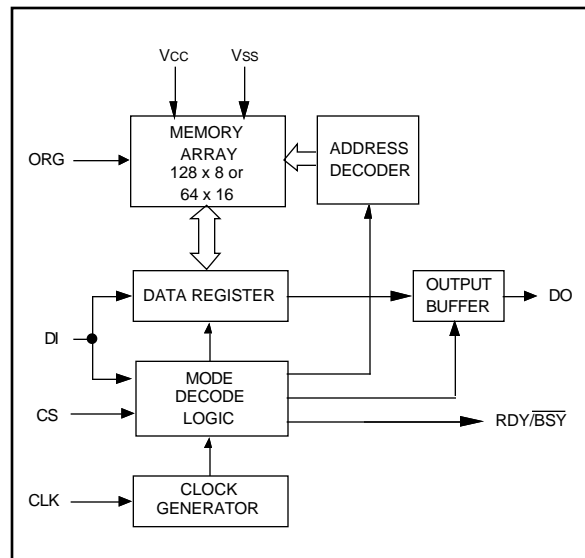 VCC
VSS
MEMORY
ARRAY
128 x 8 or
64 x 16
ADDRESS
DECODER
ORG
DATA REGISTER
OUTPUT
BUFFER
DO
DI
MODE
DECODE
LOGIC
CS
RDY/B̅S̅Y̅
CLK
CLOCK
GENERATOR